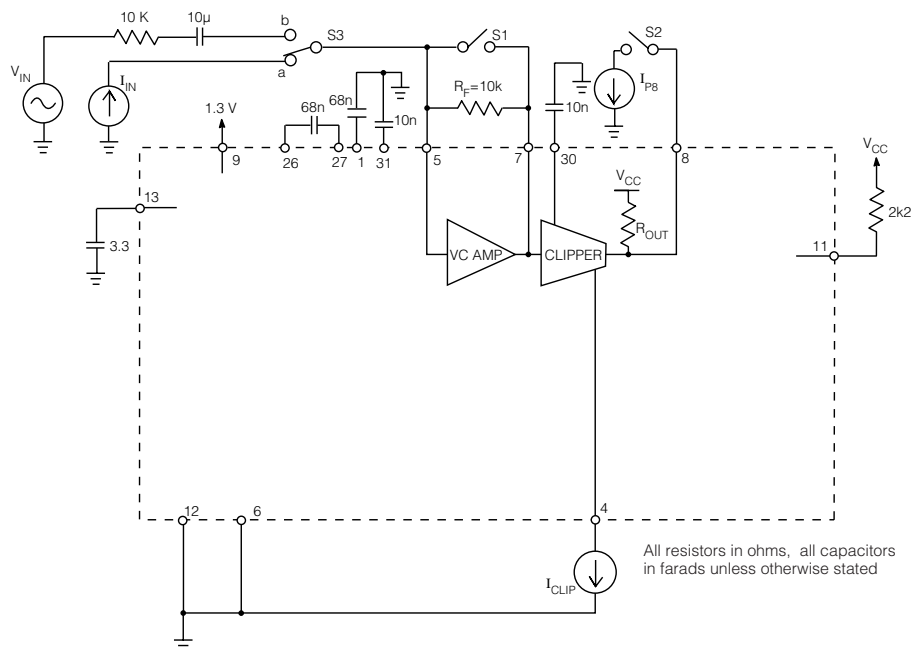 10 K
10µ
b
S3
S1
S2
V_IN
I_IN
a
R_F=10k
I_P8
1.3 V
68n
68n
10n
10n
9
26
27
1
31
5
7
30
8
V_CC
V_CC
13
2k2
R_OUT
11
3.3
VC AMP
CLIPPER
12
6
4
All resistors in ohms, all capacitors
in farads unless otherwise stated
I_CLIP